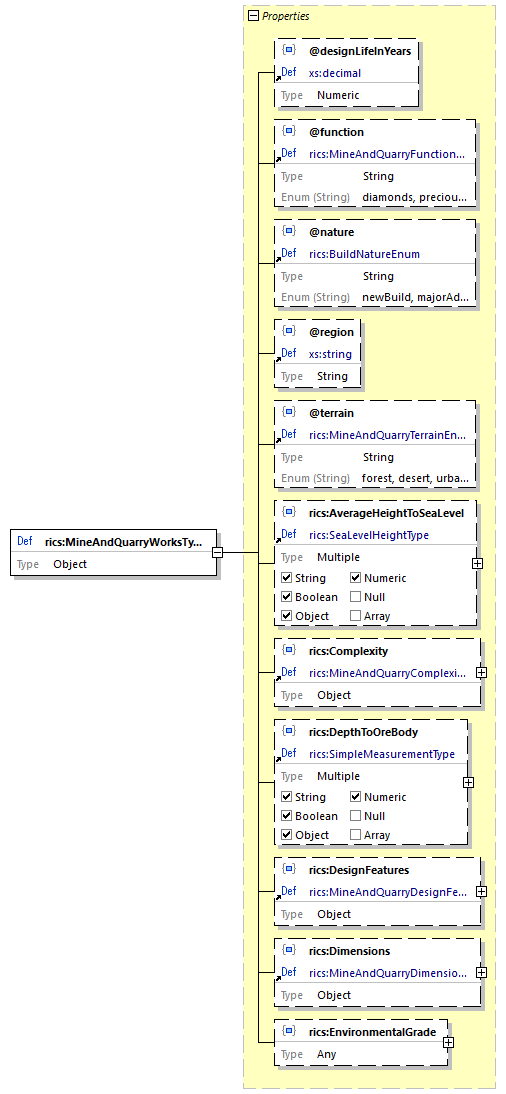 Properties
@designLifeInYears
Def xs:decimal
Type Numeric
@function
Def rics:MineAndQuarryFunction...
Type String
Enum (String) diamonds, preciou...
@nature
Def rics:BuildNatureEnum
Type String
Enum (String) newBuild, majorAd...
@region
Def xs:string
Type String
@terrain
Def rics:MineAndQuarryTerrainEn...
Type String
Enum (String) forest, desert, urba...
Def rics:MineAndQuarryWorksTy...
Type Object
rics:AverageHeightToSeaLevel
Def rics:SeaLevelHeightType
Type Multiple
String Numeric
Boolean Null
Object Array
rics:Complexity
Def rics:MineAndQuarryComplexi...
Type Object
rics:DepthToOreBody
Def rics:SimpleMeasurementType
Type Multiple
String Numeric
Boolean Null
Object Array
rics:DesignFeatures
Def rics:MineAndQuarryDesignFe...
Type Object
rics:Dimensions
Def rics:MineAndQuarryDimensio...
Type Object
rics:EnvironmentalGrade
Type Any